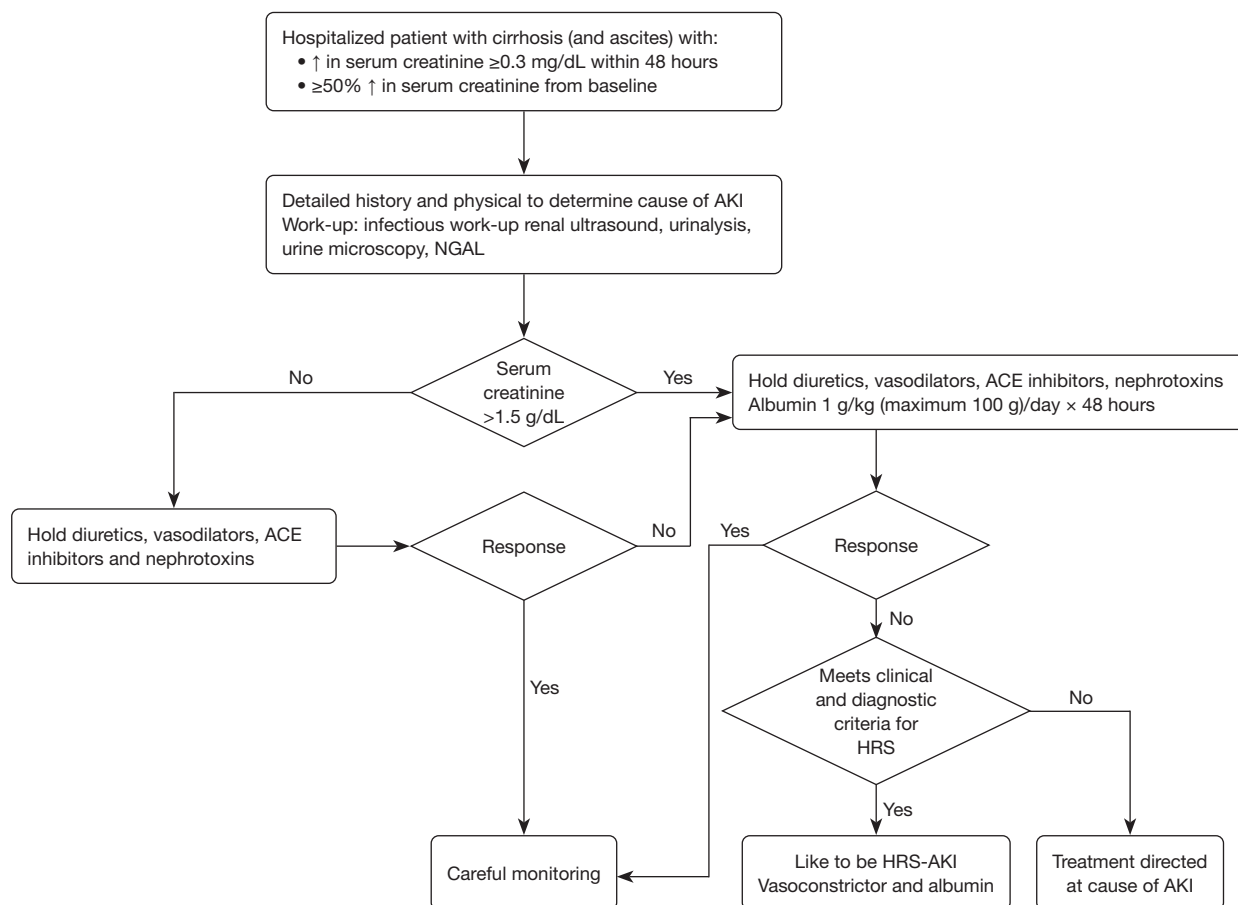 Hospitalized patient with cirrhosis (and ascites) with:
• ↑ in serum creatinine ≥0.3 mg/dL within 48 hours
• ≥50% ↑ in serum creatinine from baseline
Detailed history and physical to determine cause of AKI
Work-up: infectious work-up renal ultrasound, urinalysis,
urine microscopy, NGAL
No
Serum
creatinine
>1.5 g/dL
Yes
Hold diuretics, vasodilators, ACE inhibitors, nephrotoxins
Albumin 1 g/kg (maximum 100 g)/day × 48 hours
Hold diuretics, vasodilators, ACE
inhibitors and nephrotoxins
Response
No
Yes
Yes
Response
No
Meets clinical
and diagnostic
criteria for
HRS
No
Yes
Careful monitoring
Like to be HRS-AKI
Vasoconstrictor and albumin
Treatment directed
at cause of AKI